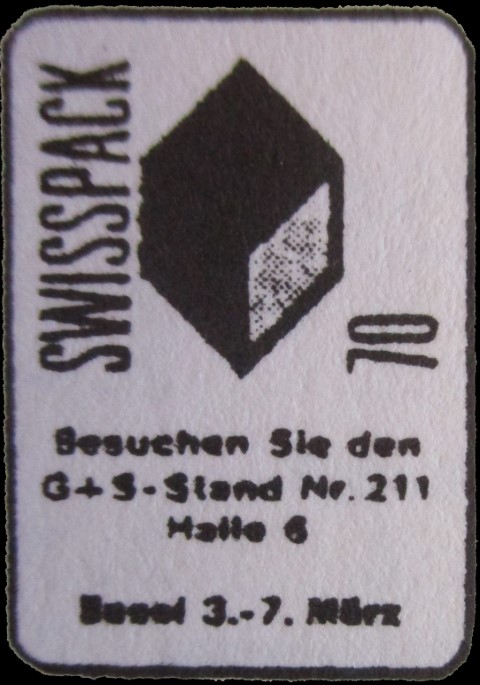 SWISSPACK
70
Besuchen Sie den
G+S-Stand Nr. 211
Halle 6
Basel 3.-7. März